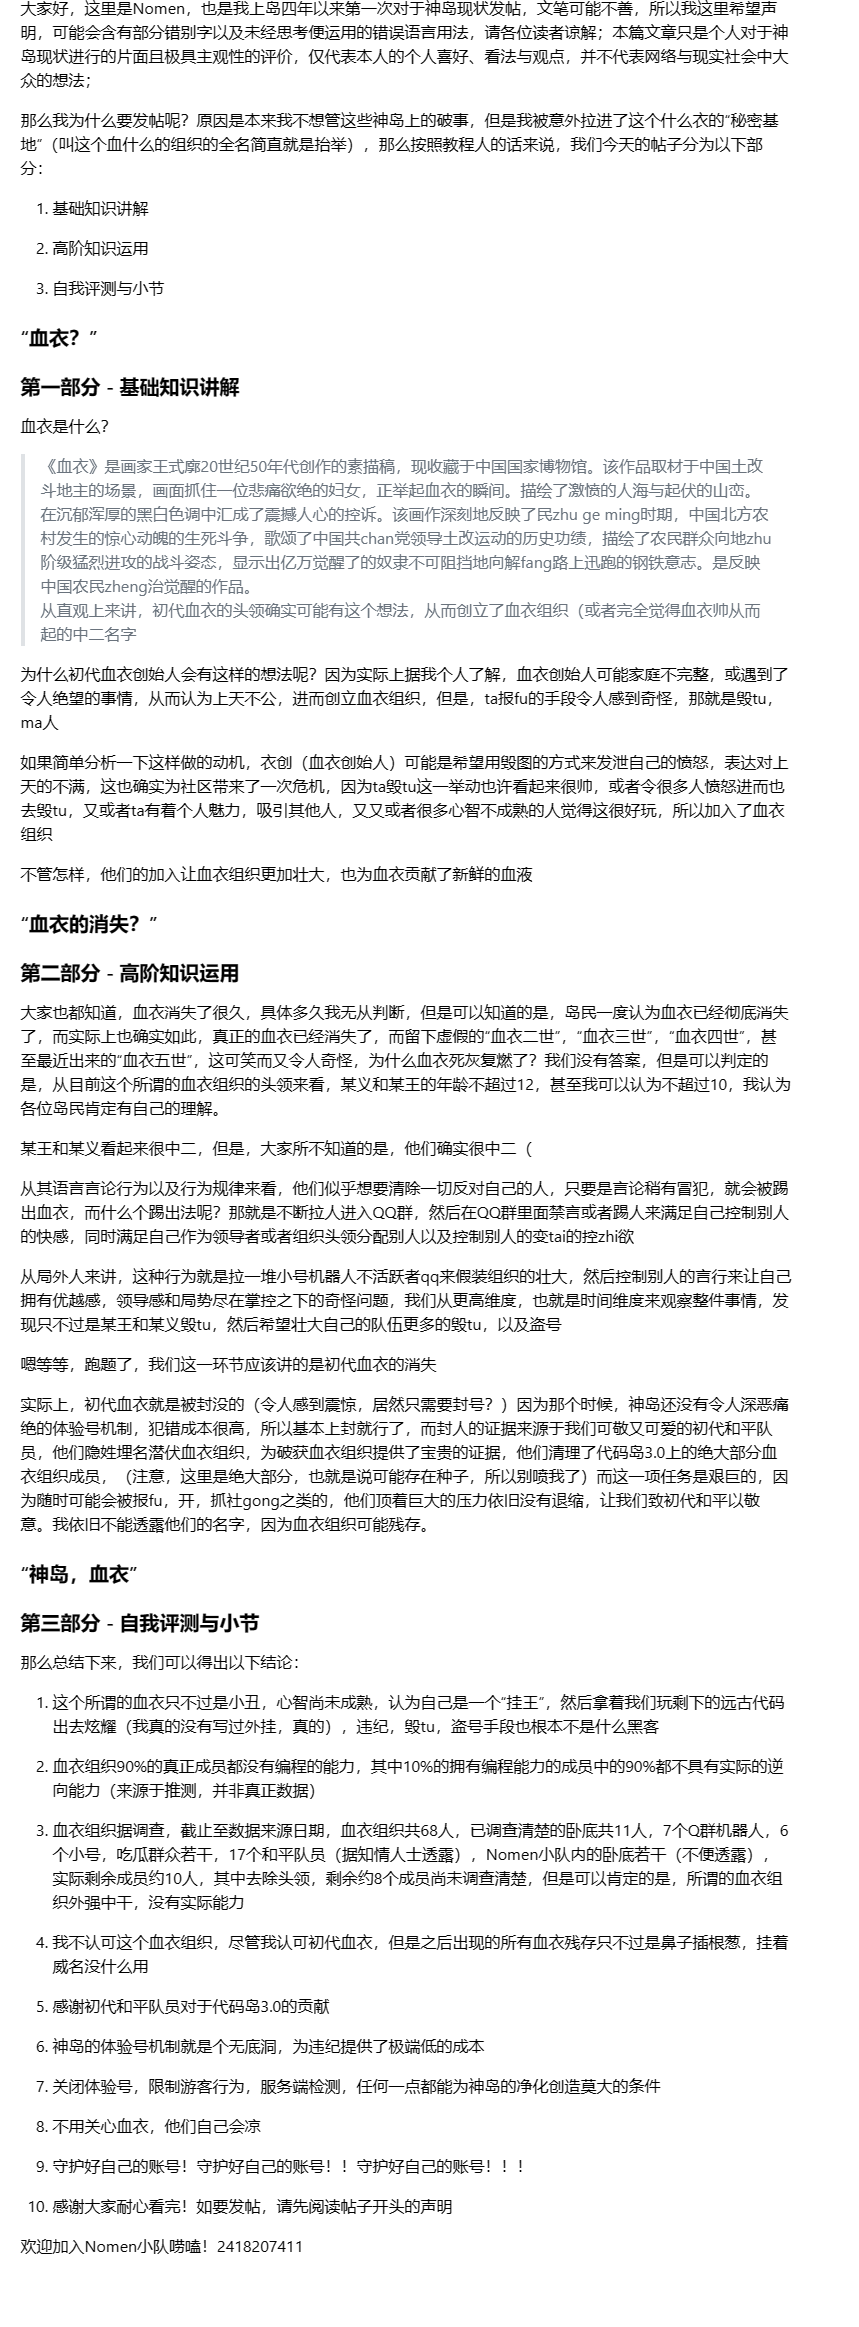 大家好，这里是Nomen，也是我上岛四年以来第一次对于神岛现状发帖，文笔可能不善，所以我这里希望声
明，可能会含有部分错别字以及未经思考便运用的错误语言用法，请各位读者谅解；本篇文章只是个人对于神
岛现状进行的片面且极具主观性的评价，仅代表本人的个人喜好、看法与观点，并不代表网络与现实社会中大
众的想法；
那么我为什么要发帖呢？原因是本来我不想管这些神岛上的破事，但是我被意外拉进了这个什么衣的“秘密基
地”（叫这个血什么的组织的全名简直就是抬举），那么按照教程人的话来说，我们今天的帖子分为以下部
分：
1. 基础知识讲解
2. 高阶知识运用
3. 自我评测与小节
“血衣？”
第一部分 - 基础知识讲解
血衣是什么？
《血衣》是画家王式廓20世纪50年代创作的素描稿，现收藏于中国国家博物馆。该作品取材于中国土改
斗地主的场景，画面抓住一位悲痛欲绝的妇女，正举起血衣的瞬间。描绘了激愤的人海与起伏的山峦。
在沉郁浑厚的黑白色调中汇成了震撼人心的控诉。该画作深刻地反映了民zhu ge ming时期，中国北方农
村发生的惊心动魄的生死斗争，歌颂了中国共chan党领导土改运动的历史功绩，描绘了农民群众向地zhu
阶级猛烈进攻的战斗姿态，显示出亿万觉醒了的奴隶不可阻挡地向解fang路上迅跑的钢铁意志。是反映
中国农民zheng治觉醒的作品。
从直观上来讲，初代血衣的头领确实可能有这个想法，从而创立了血衣组织（或者完全觉得血衣帅从而
起的中二名字
为什么初代血衣创始人会有这样的想法呢？因为实际上据我个人了解，血衣创始人可能家庭不完整，或遇到了
令人绝望的事情，从而认为上天不公，进而创立血衣组织，但是，ta报fu的手段令人感到奇怪，那就是毁tu，
ma人
如果简单分析一下这样做的动机，衣创（血衣创始人）可能是希望用毁图的方式来发泄自己的愤怒，表达对上
天的不满，这也确实为社区带来了一次危机，因为ta毁tu这一举动也许看起来很帅，或者令很多人愤怒进而也
去毁tu，又或者ta有着个人魅力，吸引其他人，又又或者很多心智不成熟的人觉得这很好玩，所以加入了血衣
组织
不管怎样，他们的加入让血衣组织更加壮大，也为血衣贡献了新鲜的血液
“血衣的消失？”
第二部分 - 高阶知识运用
大家也都知道，血衣消失了很久，具体多久我无从判断，但是可以知道的是，岛民一度认为血衣已经彻底消失
了，而实际上也确实如此，真正的血衣已经消失了，而留下虚假的“血衣二世”，“血衣三世”，“血衣四世”，甚
至最近出来的“血衣五世”，这可笑而又令人奇怪，为什么血衣死灰复燃了？我们没有答案，但是可以判定的
是，从目前这个所谓的血衣组织的头领来看，某义和某王的年龄不超过12，甚至我可以认为不超过10，我认为
各位岛民肯定有自己的理解。
某王和某义看起来很中二，但是，大家所不知道的是，他们确实很中二（
从其语言言论行为以及行为规律来看，他们似乎想要清除一切反对自己的人，只要是言论稍有冒犯，就会被踢
出血衣，而什么个踢出法呢？那就是不断拉人进入QQ群，然后在QQ群里面禁言或者踢人来满足自己控制别人
的快感，同时满足自己作为领导者或者组织头领分配别人以及控制别人的变tai的控zhi欲
从局外人来讲，这种行为就是拉一堆小号机器人不活跃者qq来假装组织的壮大，然后控制别人的言行来让自己
拥有优越感，领导感和局势尽在掌控之下的奇怪问题，我们从更高维度，也就是时间维度来观察整件事情，发
现只不过是某王和某义毁tu，然后希望壮大自己的队伍更多的毁tu，以及盗号
嗯等等，跑题了，我们这一环节应该讲的是初代血衣的消失
实际上，初代血衣就是被封没的（令人感到震惊，居然只需要封号？）因为那个时候，神岛还没有令人深恶痛
绝的体验号机制，犯错成本很高，所以基本上封就行了，而封人的证据来源于我们可敬又可爱的初代和平队
员，他们隐姓埋名潜伏血衣组织，为破获血衣组织提供了宝贵的证据，他们清理了代码岛3.0上的绝大部分血
衣组织成员，（注意，这里是绝大部分，也就是说可能存在种子，所以别喷我了）而这一项任务是艰巨的，因
为随时可能会被报fu，开，抓社gong之类的，他们顶着巨大的压力依旧没有退缩，让我们致初代和平以敬
意。我依旧不能透露他们的名字，因为血衣组织可能残存。
“神岛，血衣”
第三部分 - 自我评测与小节
那么总结下来，我们可以得出以下结论：
1. 这个所谓的血衣只不过是小丑，心智尚未成熟，认为自己是一个“挂王”，然后拿着我们玩剩下的远古代码
出去炫耀（我真的没有写过外挂，真的），违纪，毁tu，盗号手段也根本不是什么黑客
2. 血衣组织90%的真正成员都没有编程的能力，其中10%的拥有编程能力的成员中的90%都不具有实际的逆
向能力（来源于推测，并非真正数据）
3. 血衣组织据调查，截止至数据来源日期，血衣组织共68人，已调查清楚的卧底共11人，7个Q群机器人，6
个小号，吃瓜群众若干，17个和平队员（据知情人士透露），Nomen小队内的卧底若干（不便透露），
实际剩余成员约10人，其中去除头领，剩余约8个成员尚未调查清楚，但是可以肯定的是，所谓的血衣组
织外强中干，没有实际能力
4. 我不认可这个血衣组织，尽管我认可初代血衣，但是之后出现的所有血衣残存只不过是鼻子插根葱，挂着
威名没什么用
5. 感谢初代和平队员对于代码岛3.0的贡献
6. 神岛的体验号机制就是个无底洞，为违纪提供了极端低的成本
7. 关闭体验号，限制游客行为，服务端检测，任何一点都能为神岛的净化创造莫大的条件
8. 不用关心血衣，他们自己会凉
9. 守护好自己的账号！守护好自己的账号！！守护好自己的账号！！！
10. 感谢大家耐心看完！如要发帖，请先阅读帖子开头的声明
欢迎加入Nomen小队唠嗑！2418207411